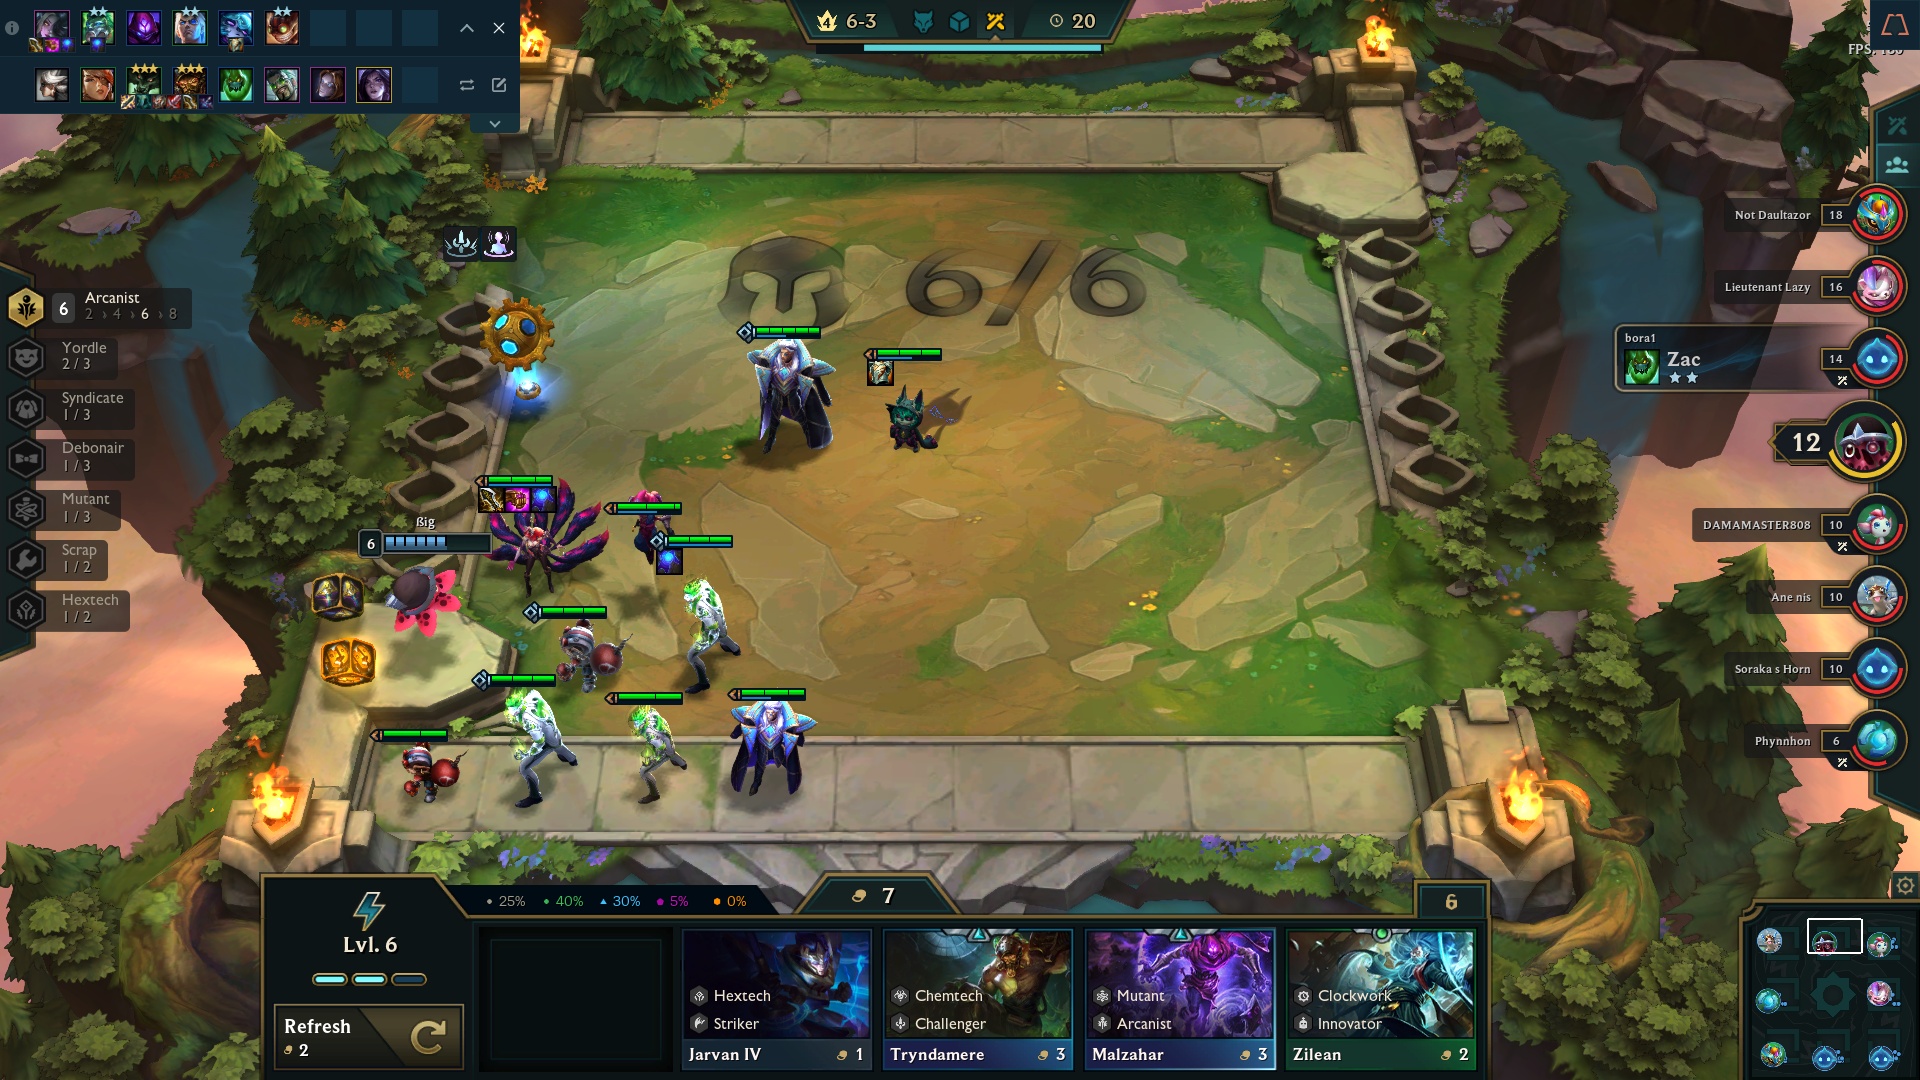 4
6-3
20
FPS:
Not Daultazor
18
Lieutenant Lazy
16
bora1
Zac
14
12
DAMAMASTER808
10
Ane nis
10
Soraka s Horn
10
Phynnhon
6
6
Arcanist
2 › 4 › 6 › 8
Yordle
2 / 3
Syndicate
1 / 3
Debonair
1 / 3
Mutant
1 / 3
Scrap
1 / 2
Hextech
1 / 2
6/6
ßig
6
Lvl. 6
25%
40%
30%
5%
0%
7
6
Refresh
2
Hextech
Striker
Jarvan IV
1
Chemtech
Challenger
Tryndamere
3
Mutant
Arcanist
Malzahar
3
Clockwork
Innovator
Zilean
2